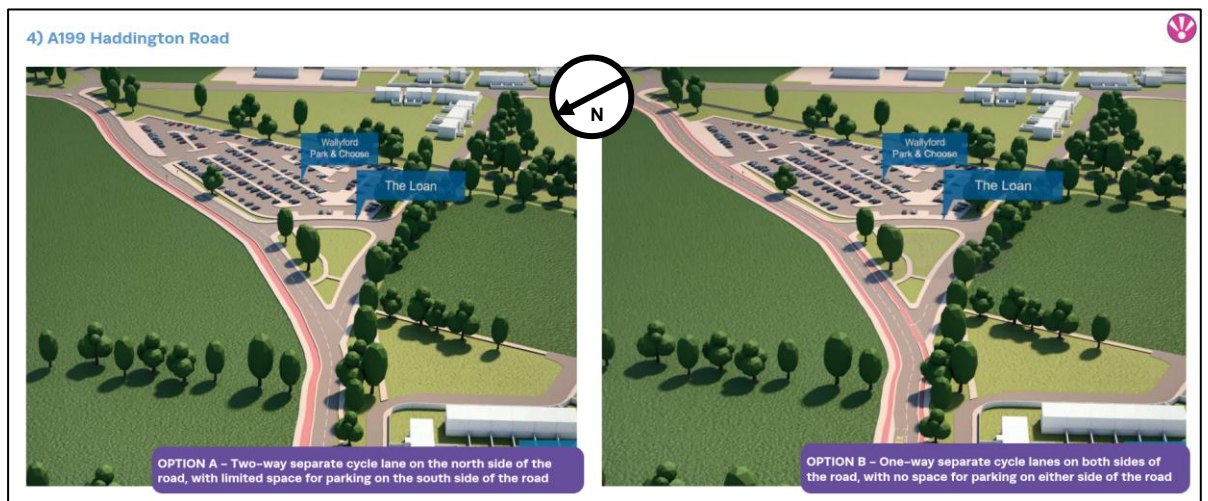 4) A199 Haddington Road
N
Wallyford
Park & Choose
The Loan
OPTION A – Two-way separate cycle lane on the north side of the
road, with limited space for parking on the south side of the road
Wallyford
Park & Choose
The Loan
OPTION B – One-way separate cycle lanes on both sides of
the road, with no space for parking on either side of the road